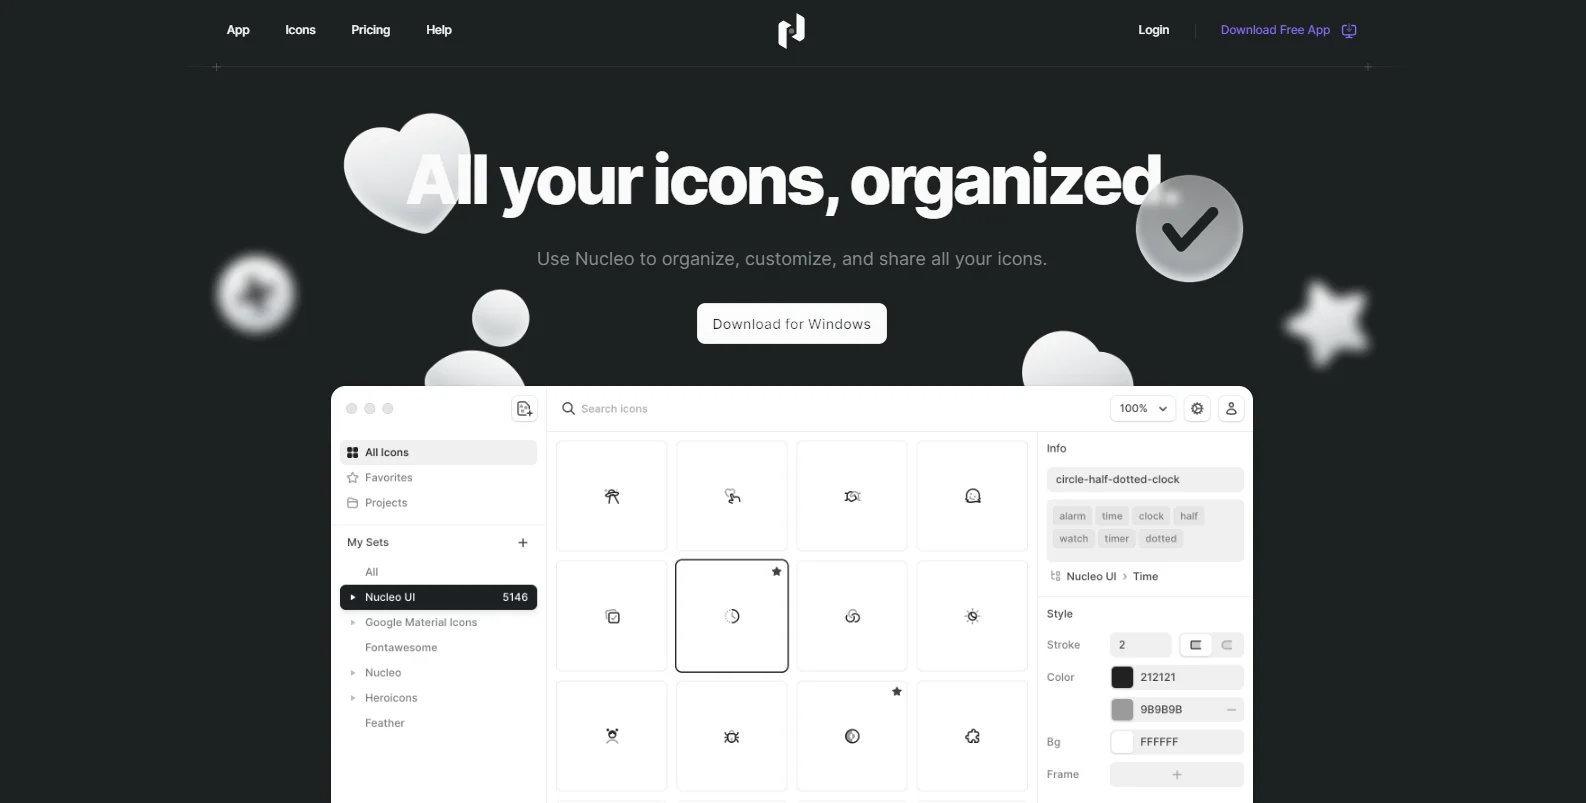 App
Icons
Pricing
Help
Login
Download Free App
All your icons, organized.
Use Nucleo to organize, customize, and share all your icons.
Download for Windows
Search icons
100%
All Icons
Favorites
Projects
My Sets
All
Nucleo UI 5146
Google Material Icons
Fontawesome
Nucleo
Heroicons
Feather
Info
circle-half-dotted-clock
alarm time clock half
watch timer dotted
Nucleo UI > Time
Style
Stroke 2
Color 212121
9B9B9B
Bg FFFFFF
Frame +